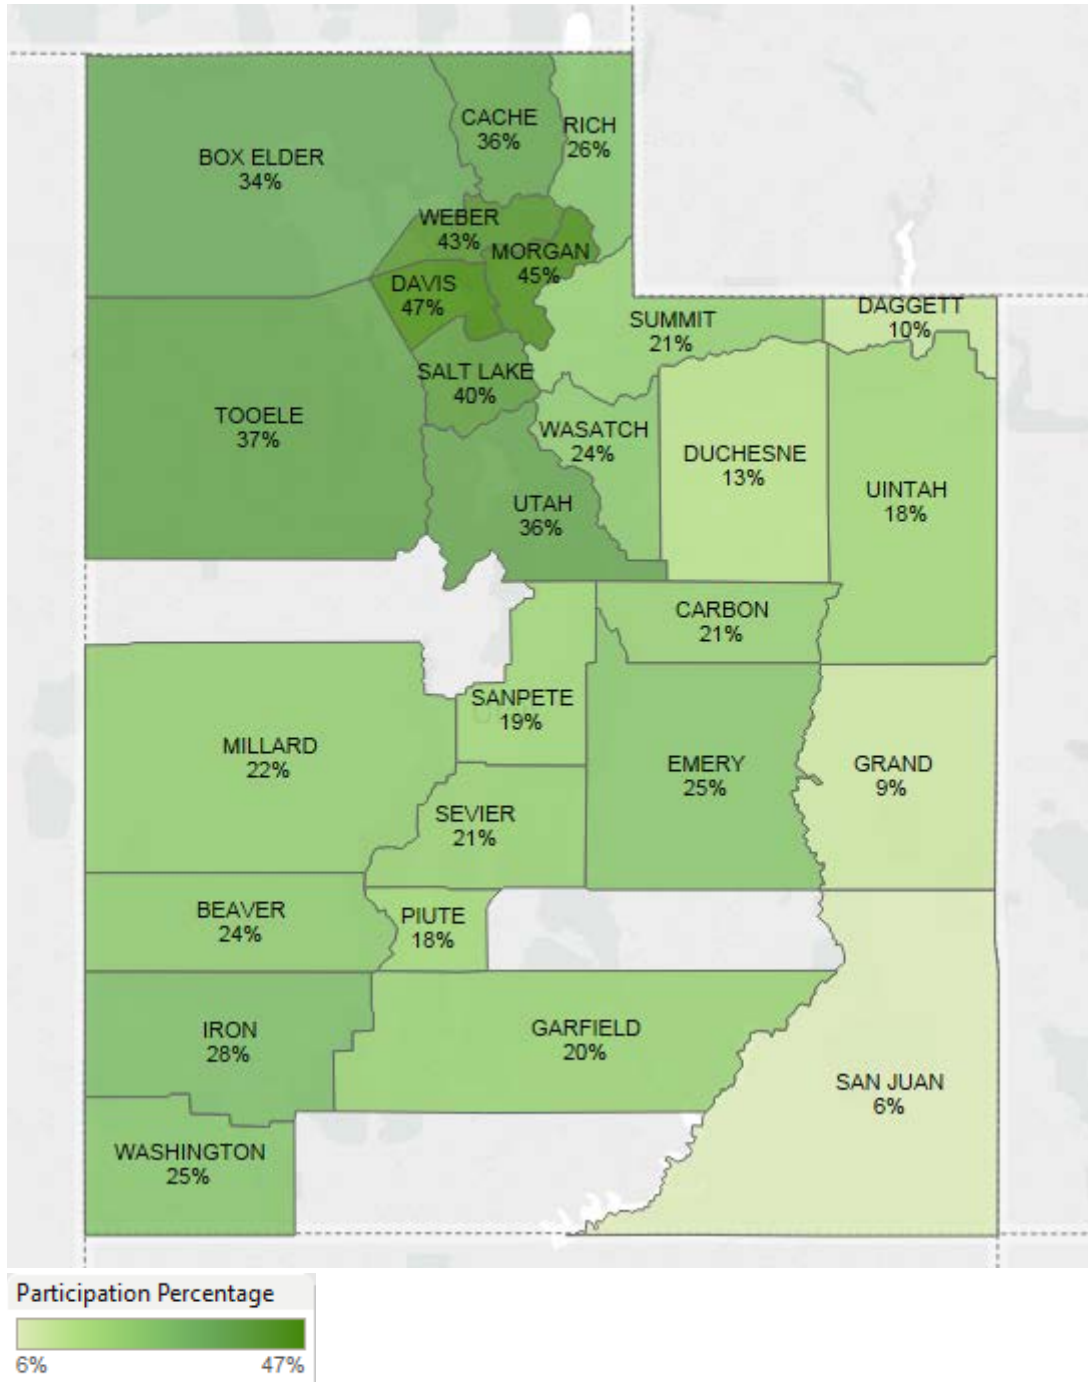 CACHE
36%
RICH
26%
BOX ELDER
34%
WEBER
43%
MORGAN
45%
DAVIS
47%
DAGGETT
10%
SUMMIT
21%
SALT LAKE
40%
TOOELE
37%
WASATCH
24%
DUCHESNE
13%
UINTAH
18%
UTAH
36%
CARBON
21%
SANPETE
19%
MILLARD
22%
EMERY
25%
GRAND
9%
SEVIER
21%
BEAVER
24%
PIUTE
18%
IRON
28%
GARFIELD
20%
SAN JUAN
6%
WASHINGTON
25%
Participation Percentage
6%
47%